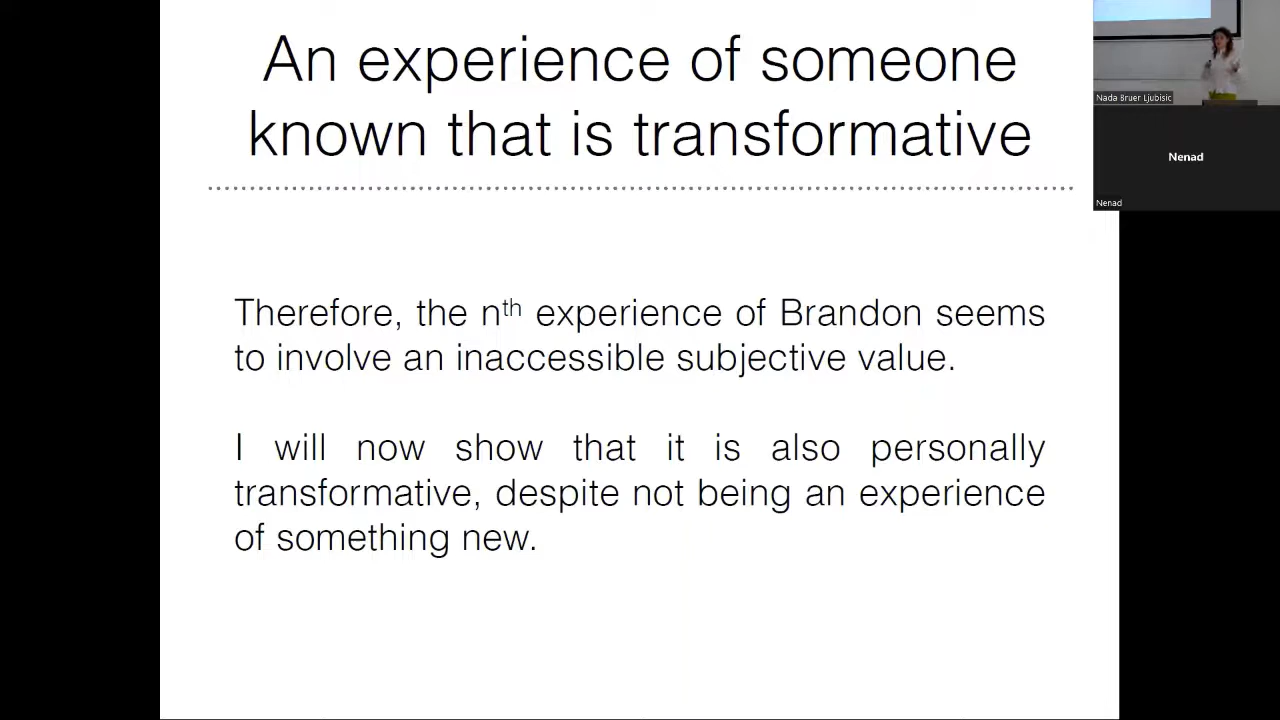 An experience of someone
known that is transformative
Therefore, the nth experience of Brandon seems
to involve an inaccessible subjective value.
I will now show that it is also personally
transformative, despite not being an experience
of something new.
Nada Bruer Ljubisic
Nenad
Nenad